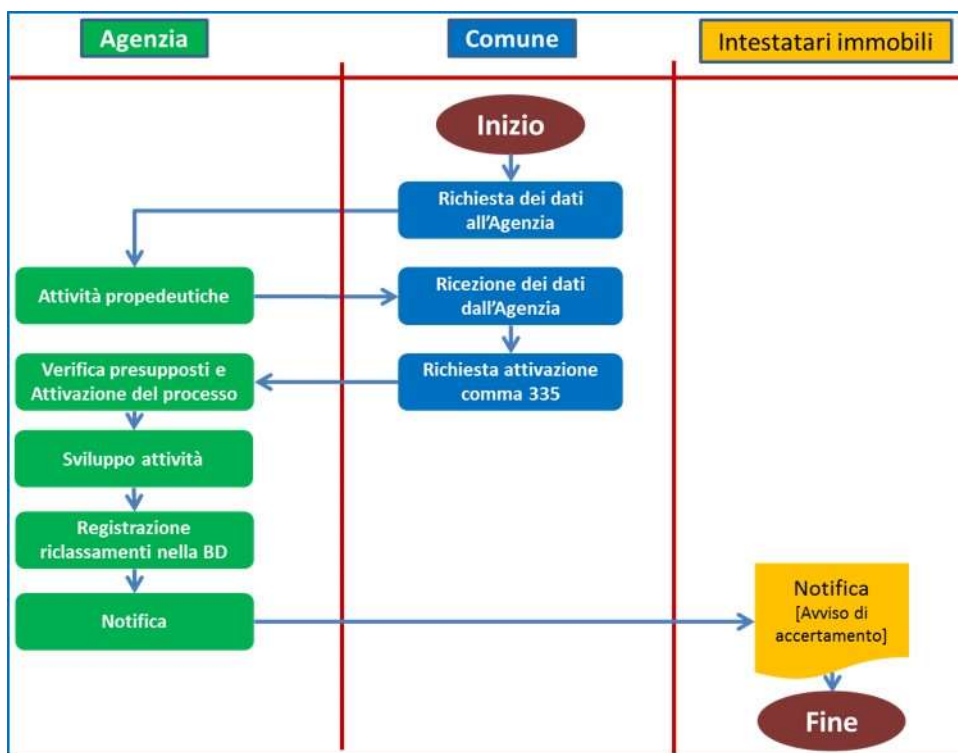 Agenzia
Comune
Intestatari immobili
Inizio
Richiesta dei dati
all'Agenzia
Attività propedeutiche
Ricezione dei dati
dall'Agenzia
Verifica presupposti e
Attivazione del processo
Richiesta attivazione
comma 335
Sviluppo attività
Registrazione
riclassamenti nella BD
Notifica
Notifica
[Avviso di
accertamento]
Fine